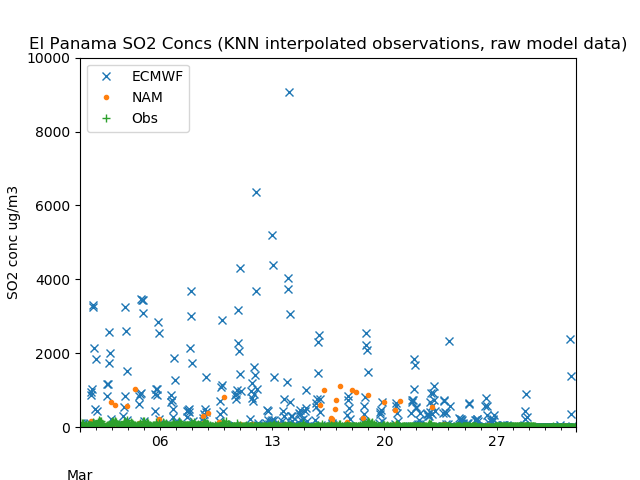 El Panama SO2 Concs (KNN interpolated observations, raw model data)
10000
8000
6000
4000
2000
0
SO2 conc ug/m3
ECMWF
NAM
Obs
06
13
20
27
Mar